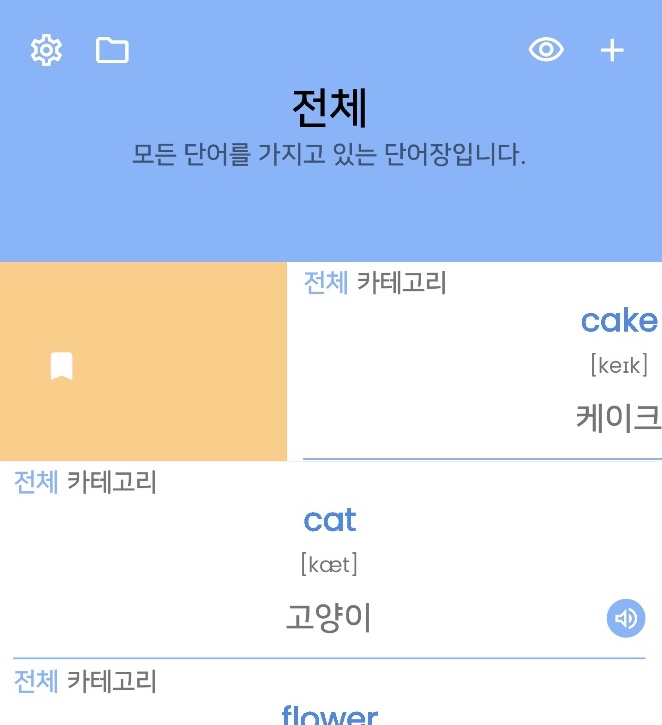 전체
모든 단어를 가지고 있는 단어장입니다.
전체 카테고리
cake
[keɪk]
케이크
전체 카테고리
cat
[kæt]
고양이
전체 카테고리
flower